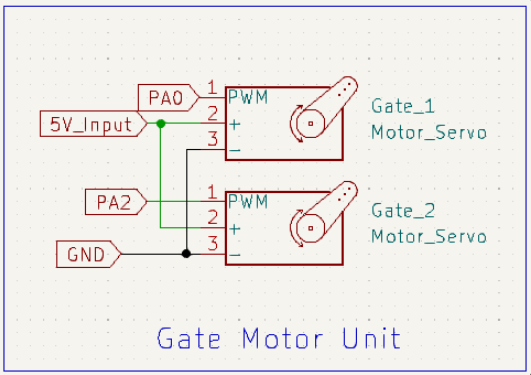 PA0
1
PWM
Gate_1
5V_Input
2
+
Motor_Servo
3
-
PA2
1
PWM
Gate_2
2
+
Motor_Servo
GND
3
-
Gate Motor Unit